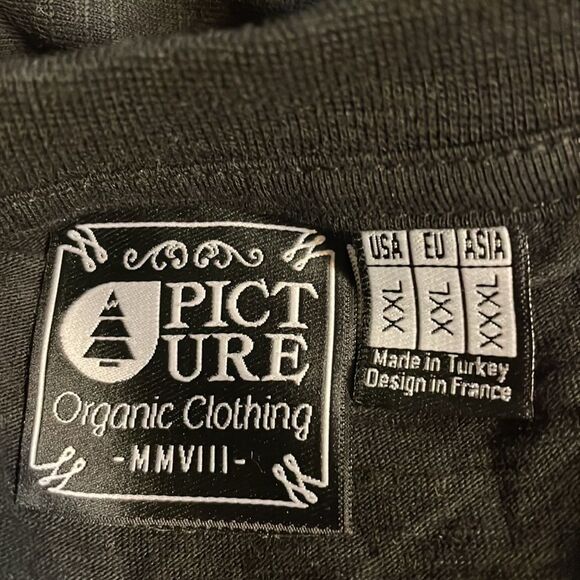 PICT
URE
Organic Clothing
-MMVIII-
USA EU ASIA
XXL XXL XXXL
Made in Turkey
Design in France